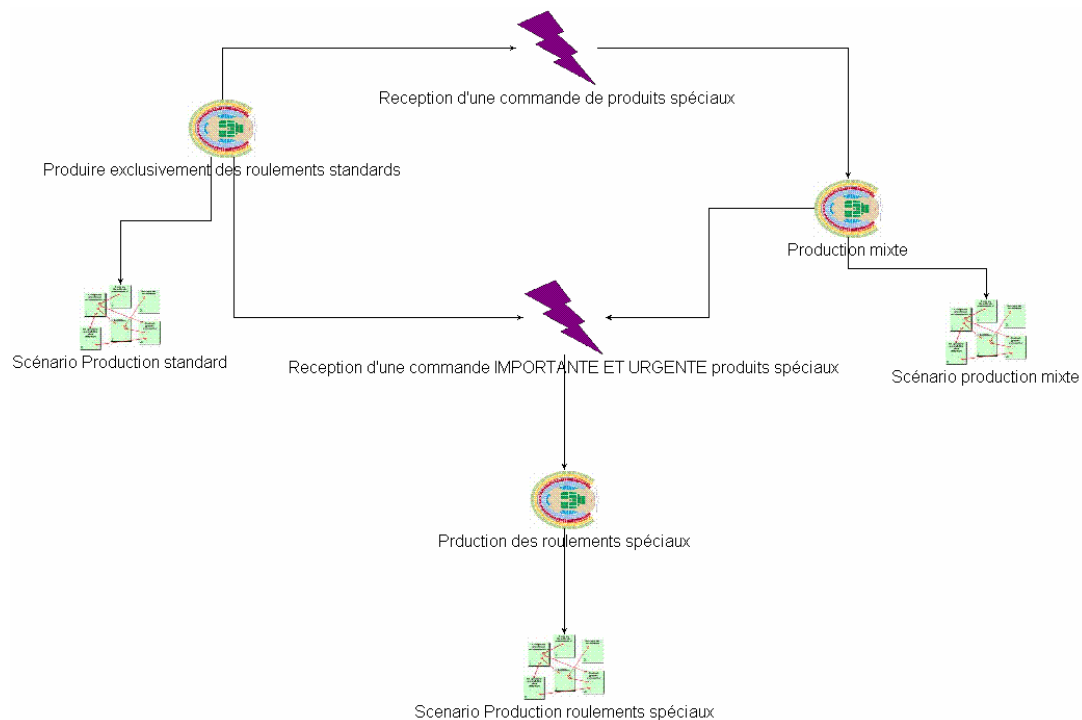 Reception d'une commande de produits spéciaux
Produire exclusivement des roulements standards
Production mixte
Scénario Production standard
Reception d'une commande IMPORTANTE ET URGENTE produits spéciaux
Scénario production mixte
Prduction des roulements spéciaux
Scenario Production roulements spéciaux